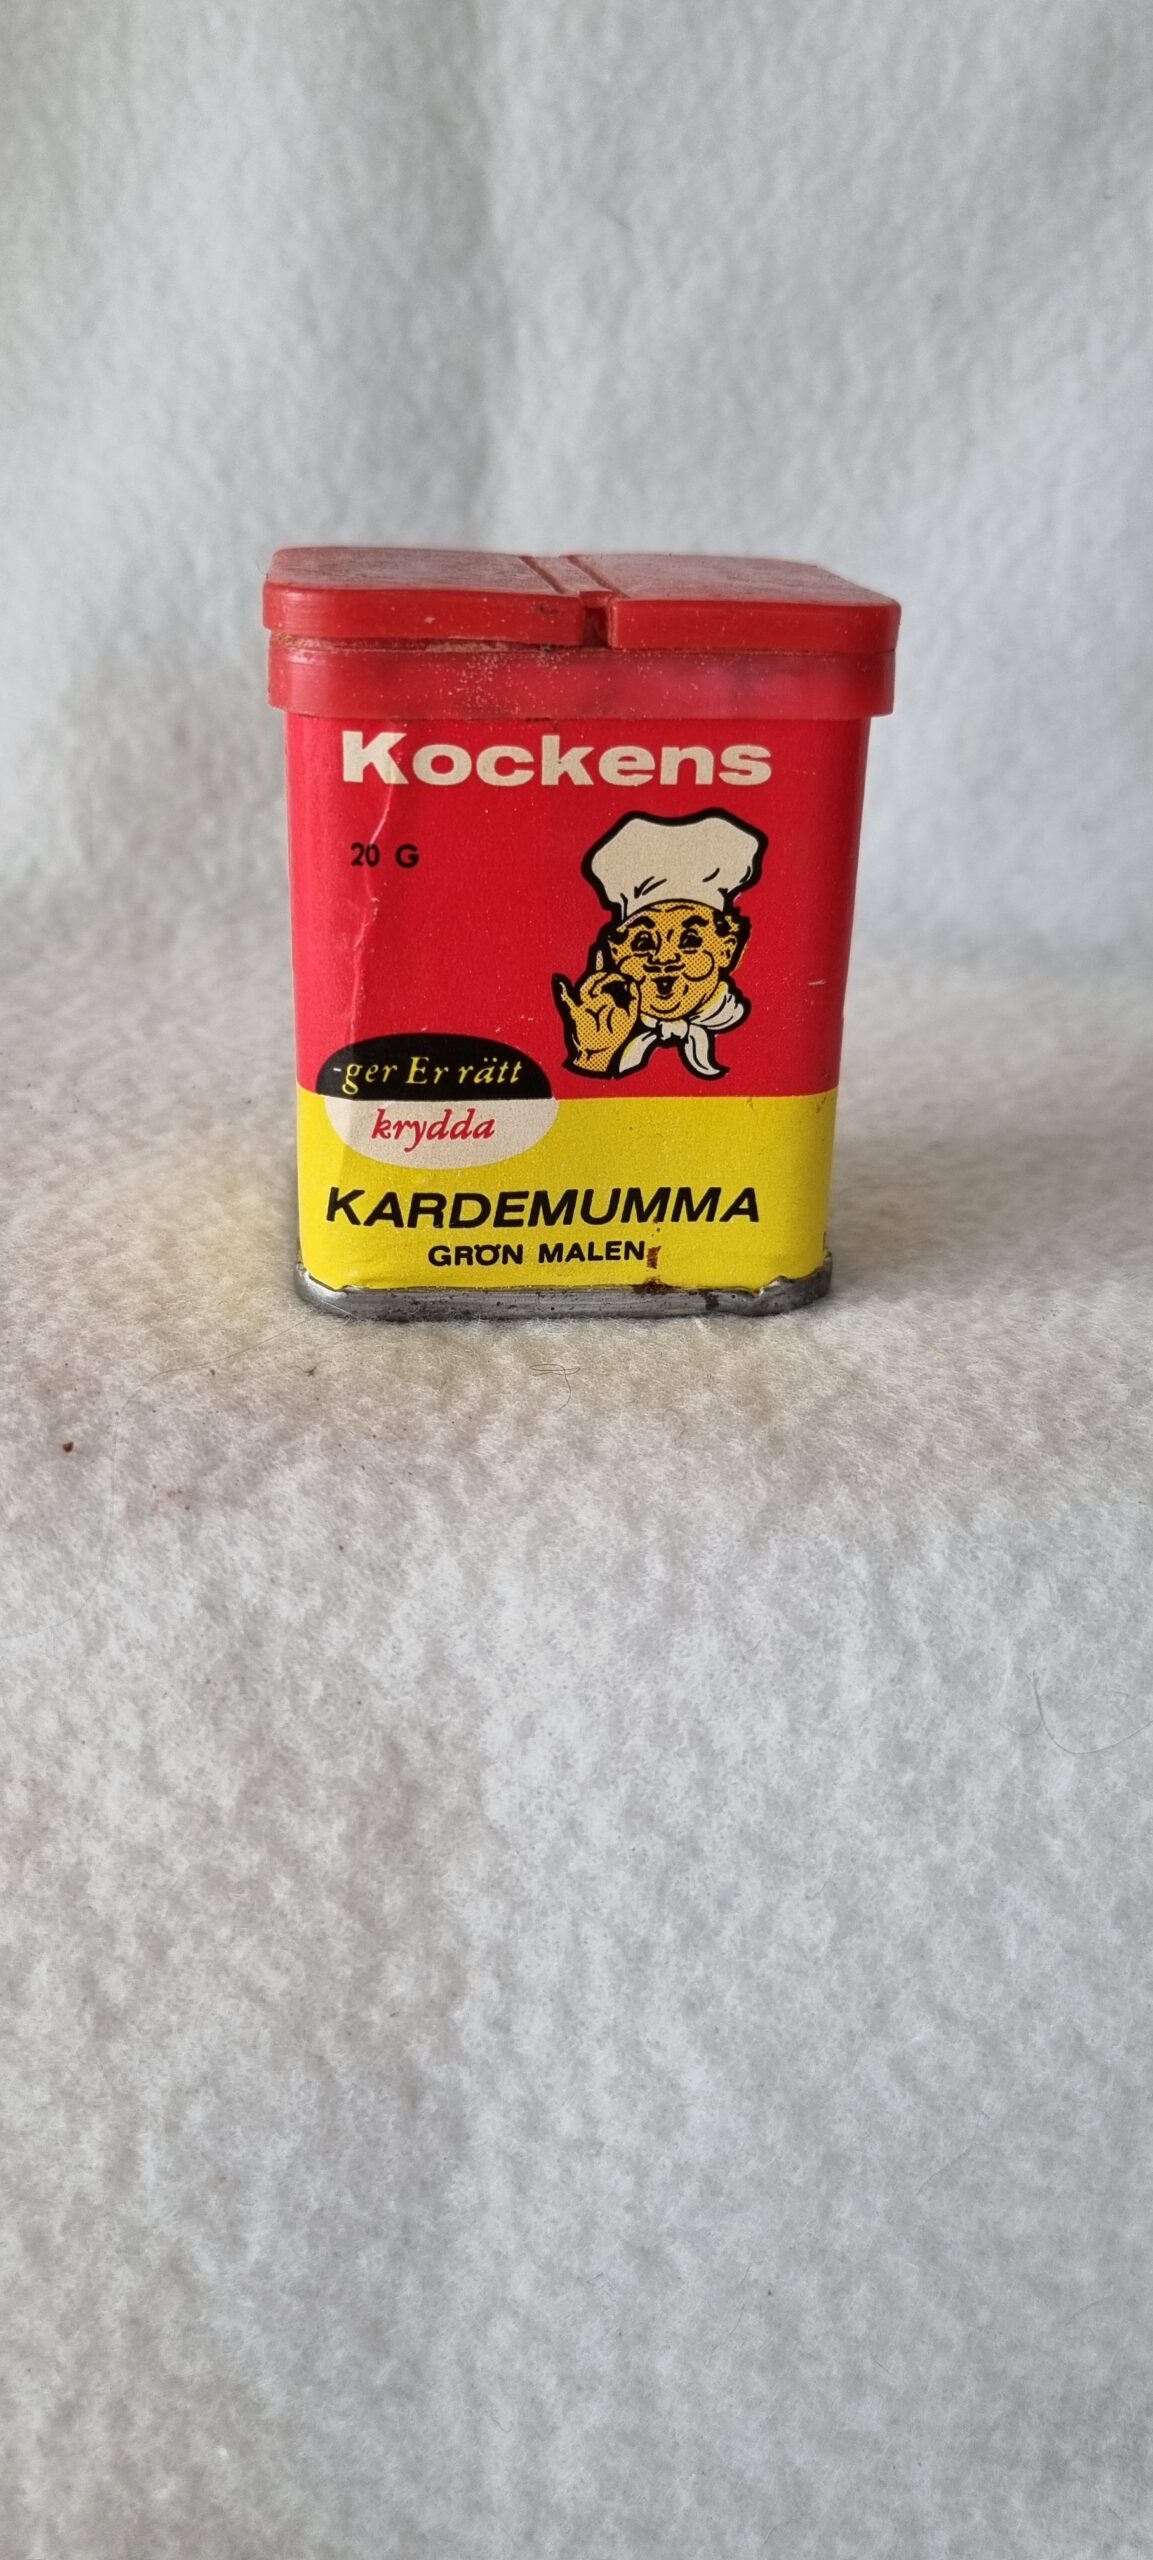 Kockens
20 G
-ger Er rätt
krydda
KARDEMUMMA
GRÖN MALEN